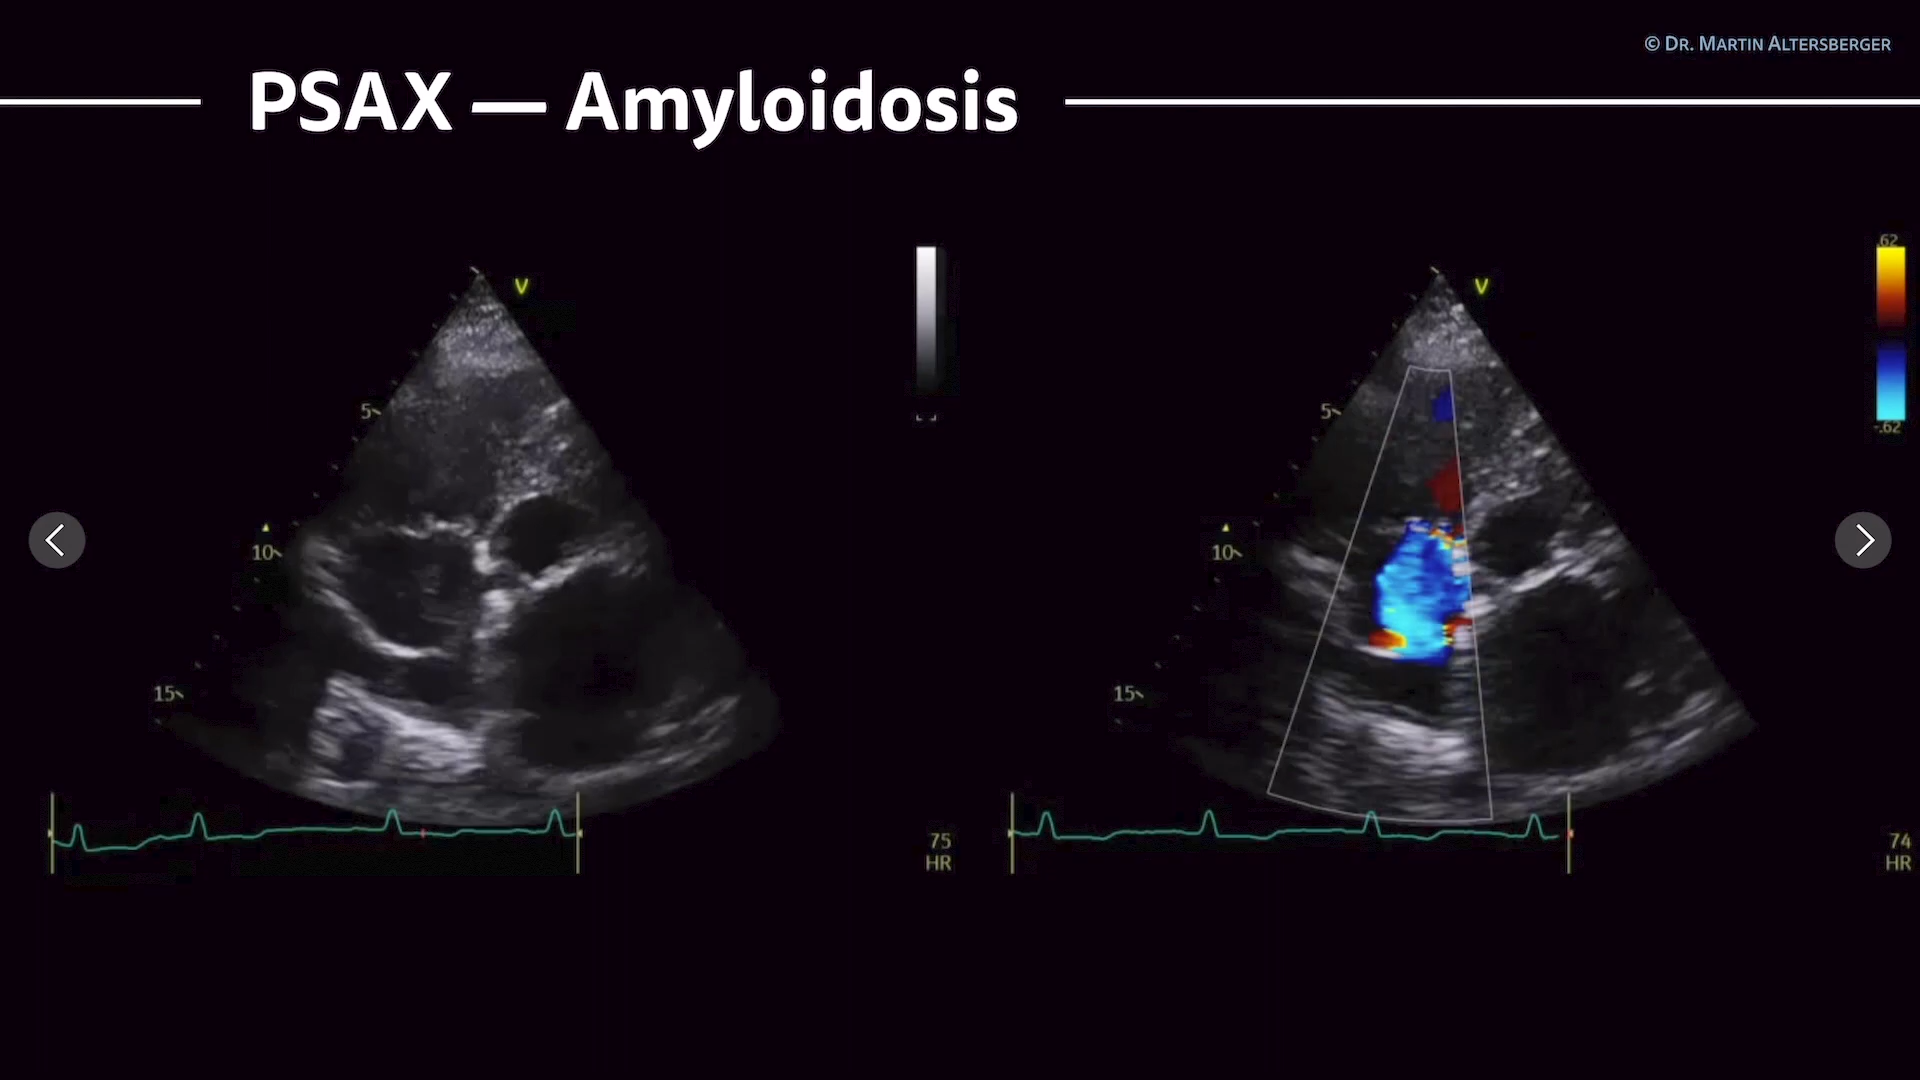 © Dr. Martin Altersberger
PSAX — Amyloidosis
V
5
10
15
75
HR
V
5
10
15
.62
-.62
74
HR